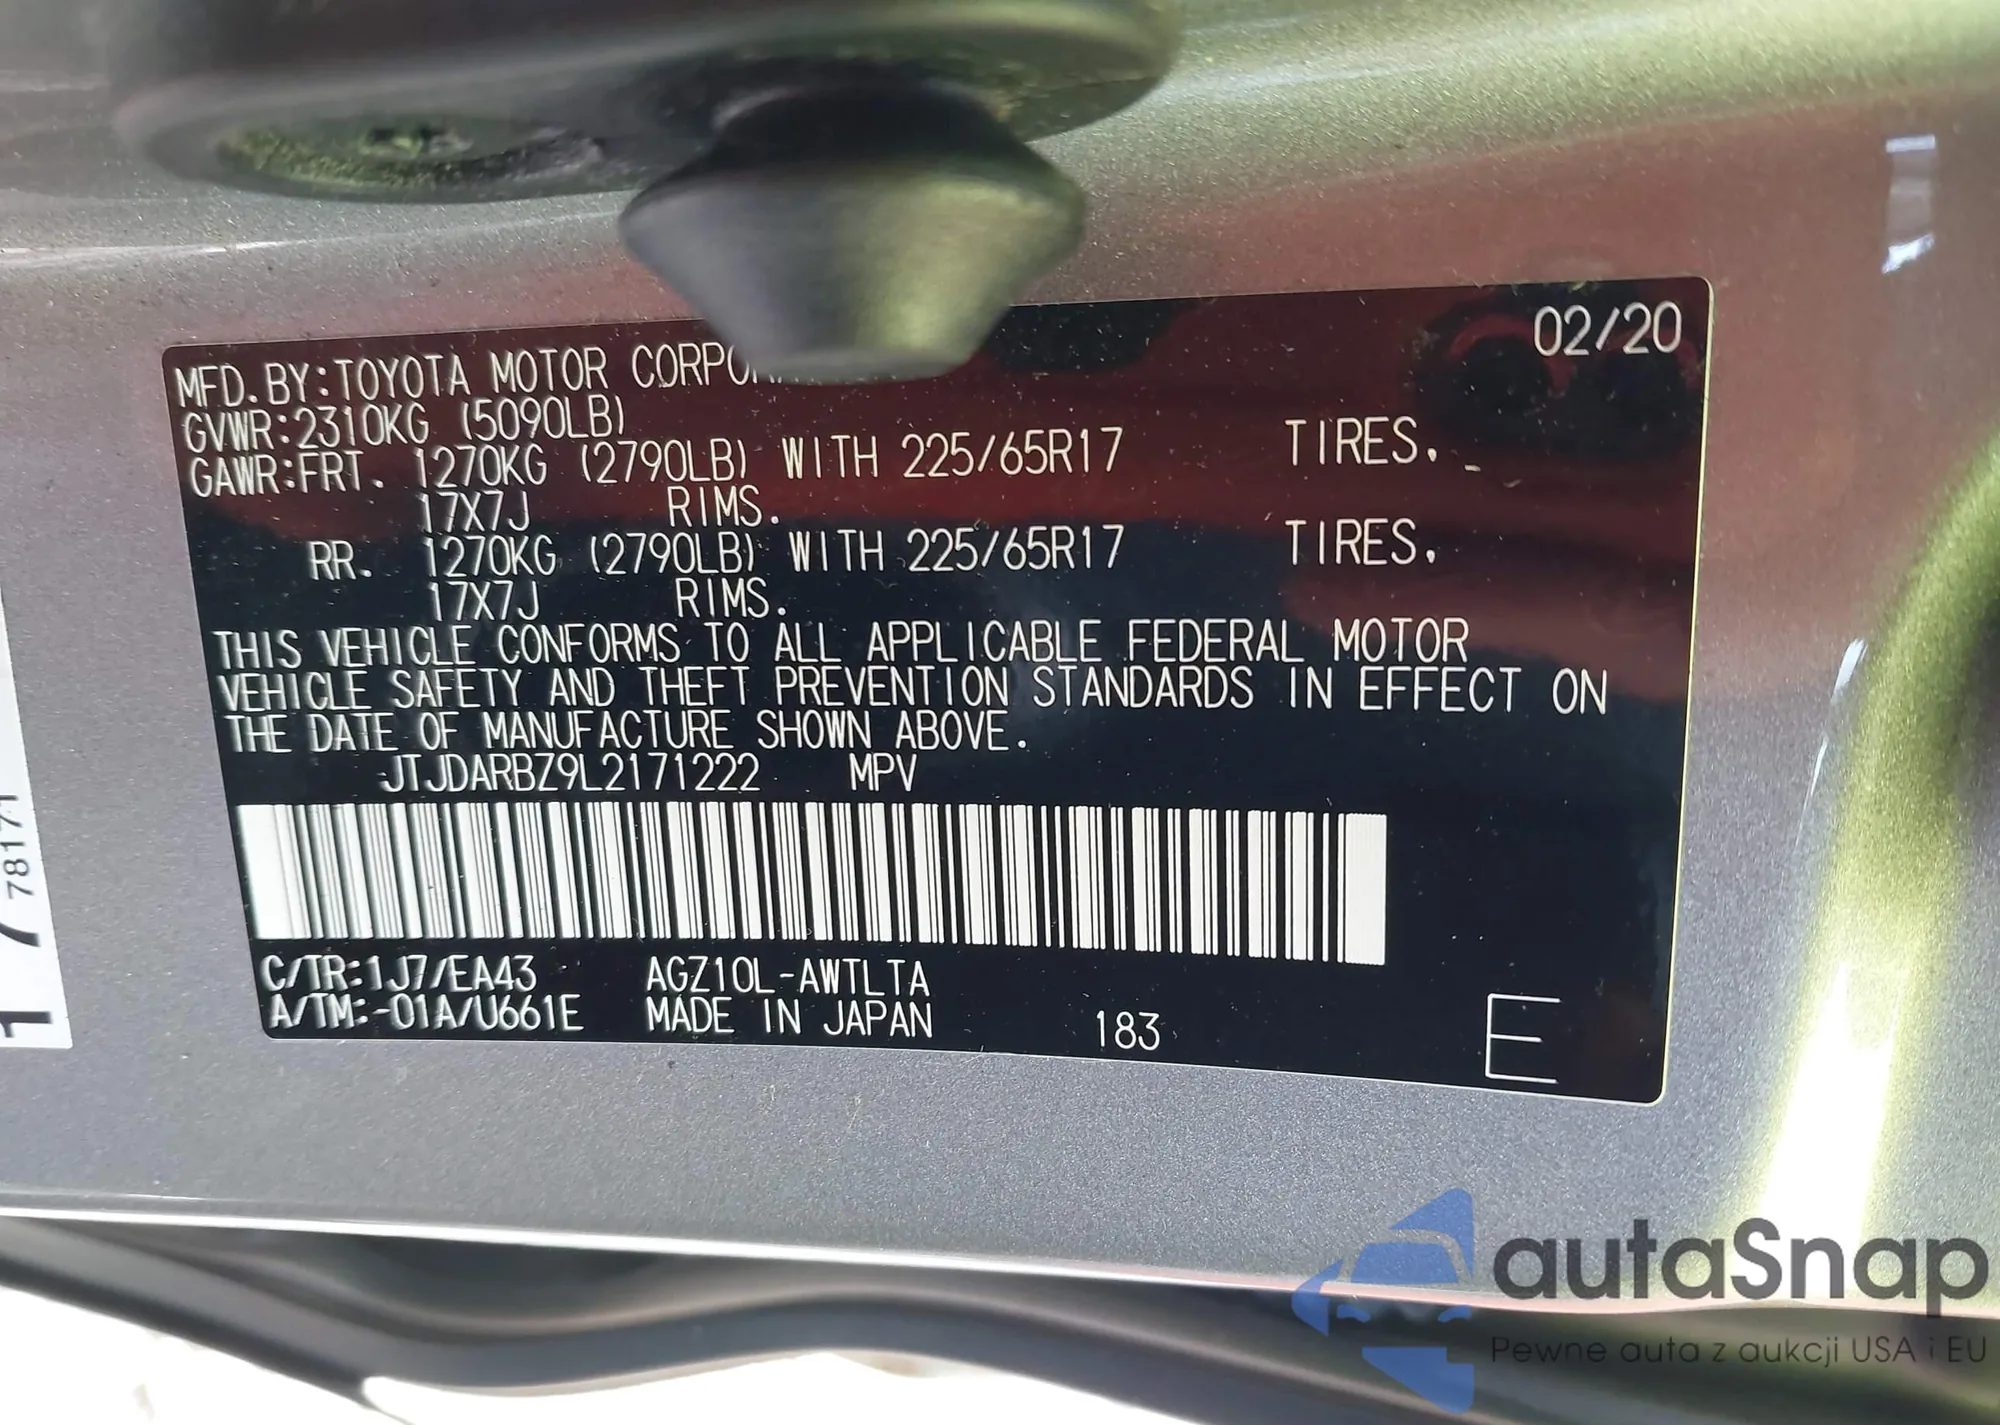 02/20
MFD.BY:TOYOTA MOTOR
GVWR:2310KG (5090LB)
GAWR:FRT. 1270KG (2790LB) WITH 225/65R17 TIRES.
17X7J RIMS.
RR. 1270KG (2790LB) WITH 225/65R17 TIRES.
17X7J RIMS.
THIS VEHICLE CONFORMS TO ALL APPLICABLE FEDERAL MOTOR
VEHICLE SAFETY AND THEFT PREVENTION STANDARDS IN EFFECT ON
THE DATE OF MANUFACTURE SHOWN ABOVE.
JTJDARBZ9L2171222 MPV
C/TR:1J7/EA43 AGZ10L-AWTLTA
A/TM:-01A/U661E MADE IN JAPAN 183
E
autaSnap
Pewne auta z aukcji USA i EU